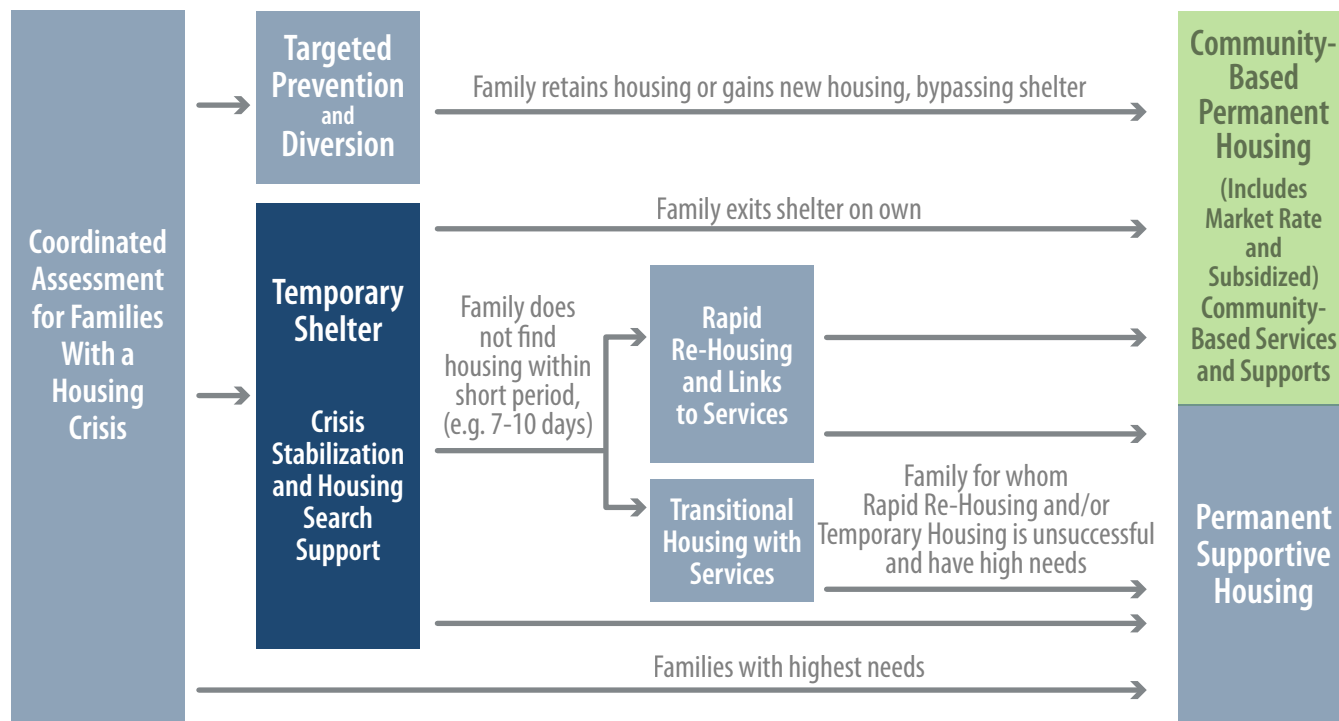 Coordinated
Assessment
for Families
With a
Housing
Crisis
Targeted
Prevention
and
Diversion
Family retains housing or gains new housing, bypassing shelter
Temporary
Shelter
Crisis
Stabilization
and Housing
Search
Support
Family exits shelter on own
Family does
not find
housing within
short period,
(e.g. 7-10 days)
Rapid
Re-Housing
and Links
to Services
Transitional
Housing with
Services
Family for whom
Rapid Re-Housing and/or
Temporary Housing is unsuccessful
and have high needs
Families with highest needs
Community-
Based
Permanent
Housing
(Includes
Market Rate
and
Subsidized)
Community-
Based Services
and Supports
Permanent
Supportive
Housing